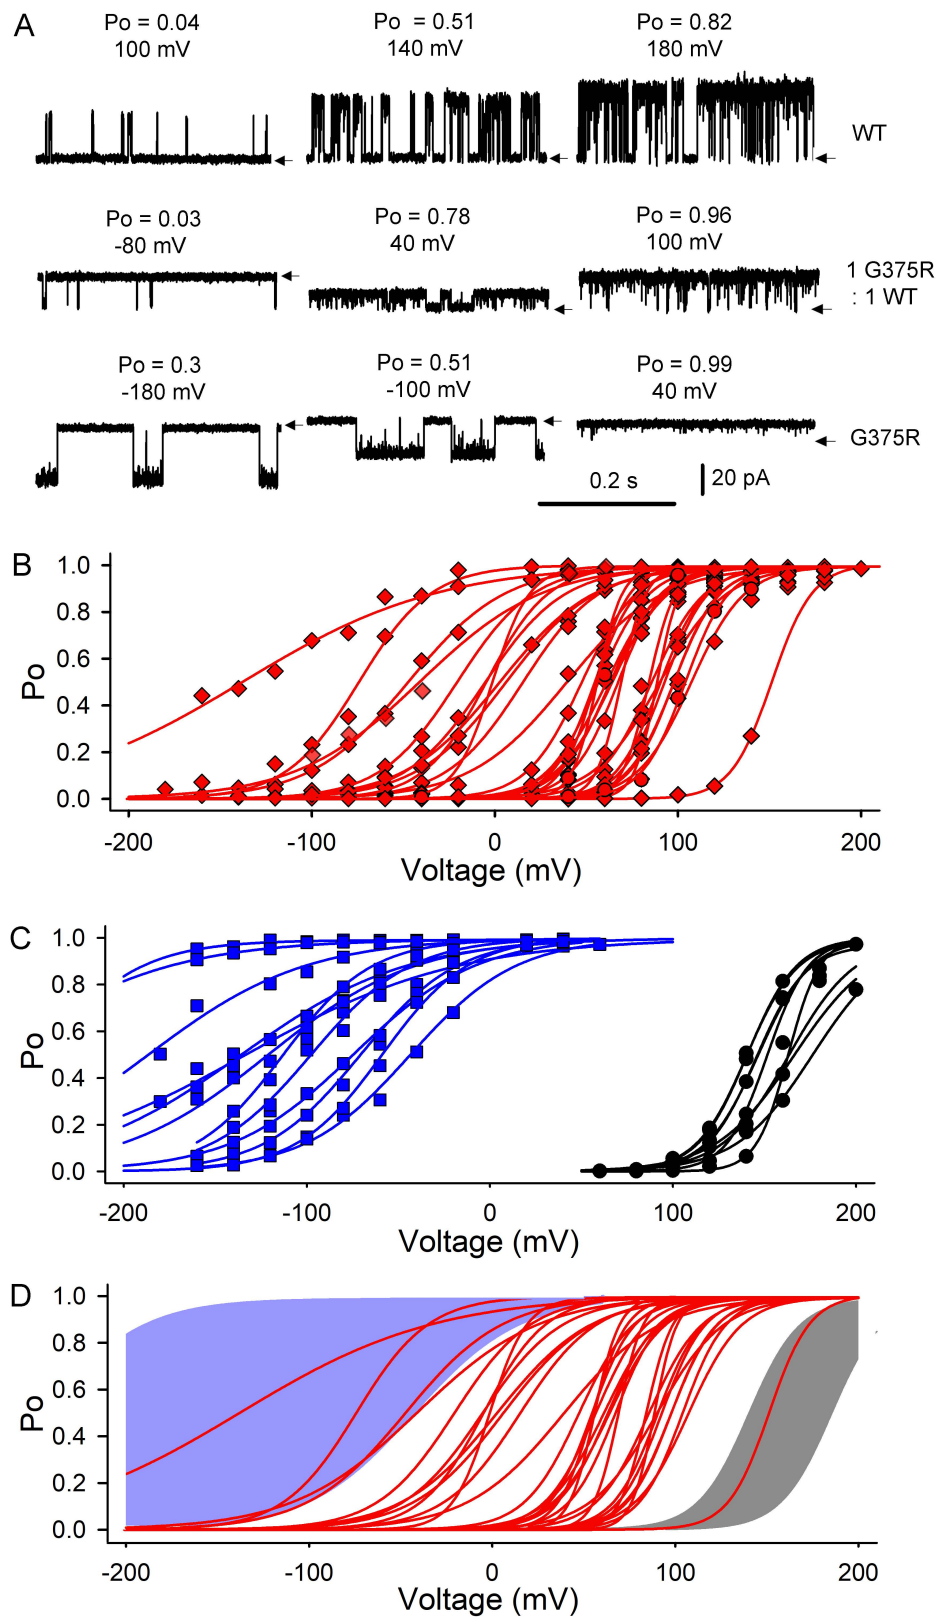 A
Po = 0.04
100 mV
Po = 0.51
140 mV
Po = 0.82
180 mV
WT
Po = 0.03
-80 mV
Po = 0.78
40 mV
Po = 0.96
100 mV
1 G375R
: 1 WT
Po = 0.3
-180 mV
Po = 0.51
-100 mV
Po = 0.99
40 mV
G375R
0.2 s
20 pA
B
1.0
0.8
0.6
0.4
0.2
0.0
Po
-200
-100
0
100
200
Voltage (mV)
C
1.0
0.8
0.6
0.4
0.2
0.0
Po
-200
-100
0
100
200
Voltage (mV)
D
1.0
0.8
0.6
0.4
0.2
0.0
Po
-200
-100
0
100
200
Voltage (mV)